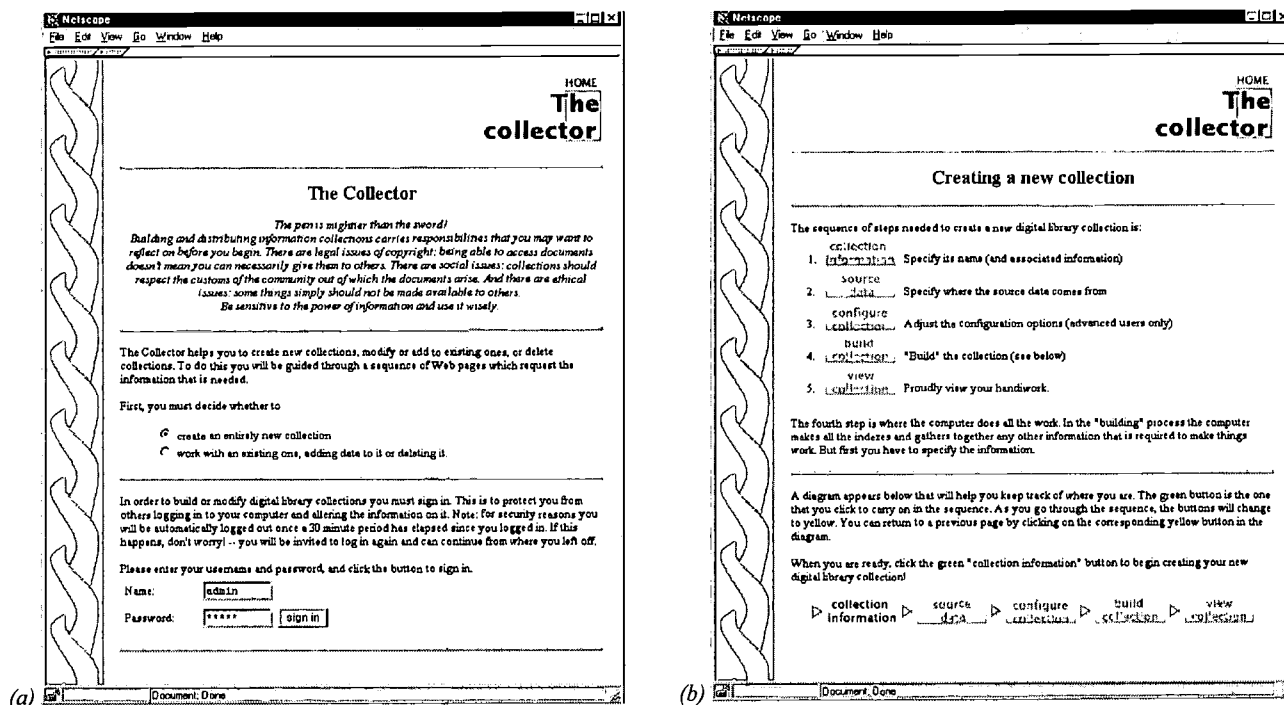 Netscape
File Edit View Go Window Help
HOME
The
collector
The Collector
The pen is mightier than the sword!
Building and distributing information collections carries responsibilities that you may want to
reflect on before you begin. There are legal issues of copyright: being able to access documents
doesn't mean you can necessarily give them to others. There are social issues: collections should
respect the customs of the community out of which the documents arise. And there are ethical
issues: some things simply should not be made available to others.
Be sensitive to the power of information and use it wisely.
The Collector helps you to create new collections, modify or add to existing ones, or delete
collections. To do this you will be guided through a sequence of Web pages which request the
information that is needed.
First, you must decide whether to
create an entirely new collection
work with an existing one, adding data to it or deleting it.
In order to build or modify digital library collections you must sign in. This is to protect you from
others logging in to your computer and altering the information on it. Note: for security reasons you
will be automatically logged out once a 30 minute period has elapsed since you logged in. If this
happens, don't worry! -- you will be invited to log in again and can continue from where you left off.
Please enter your username and password, and click the button to sign in.
Name: admin
Password: ***** sign in
Document: Done
(a)
Netscape
File Edit View Go Window Help
HOME
The
collector
Creating a new collection
The sequence of steps needed to create a new digital library collection is:
collection
1. information Specify its name (and associated information)
source
2. data Specify where the source data comes from
configure
3. collection Adjust the configuration options (advanced users only)
build
4. collection "Build" the collection (see below)
view
5. collection Proudly view your handiwork.
The fourth step is where the computer does all the work. In the "building" process the computer
makes all the indexes and gathers together any other information that is required to make things
work. But first you have to specify the information.
A diagram appears below that will help you keep track of where you are. The green button is the one
that you click to carry on in the sequence. As you go through the sequence, the buttons will change
to yellow. You can return to a previous page by clicking on the corresponding yellow button in the
diagram.
When you are ready, click the green "collection information" button to begin creating your new
digital library collection!
collection source configure build view
information data collection collection collection
Document: Done
(b)